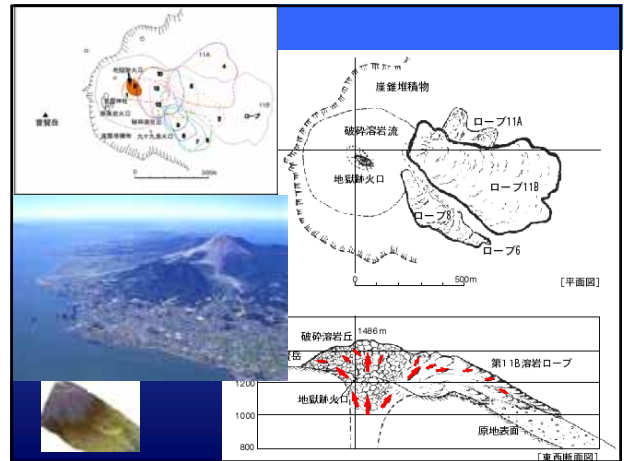 11A
4
地獄跡火口
10
11B
ローブ
普賢岳
0 500m
崖錐堆積物
ローブ11A
破砕溶岩流
ローブ11B
地獄跡火口
ローブ8
ローブ6
0 500m
[平面図]
破砕溶岩丘
1486m
第11B溶岩ローブ
1200
地獄跡火口
1000
原地表面
800
[東西断面図]